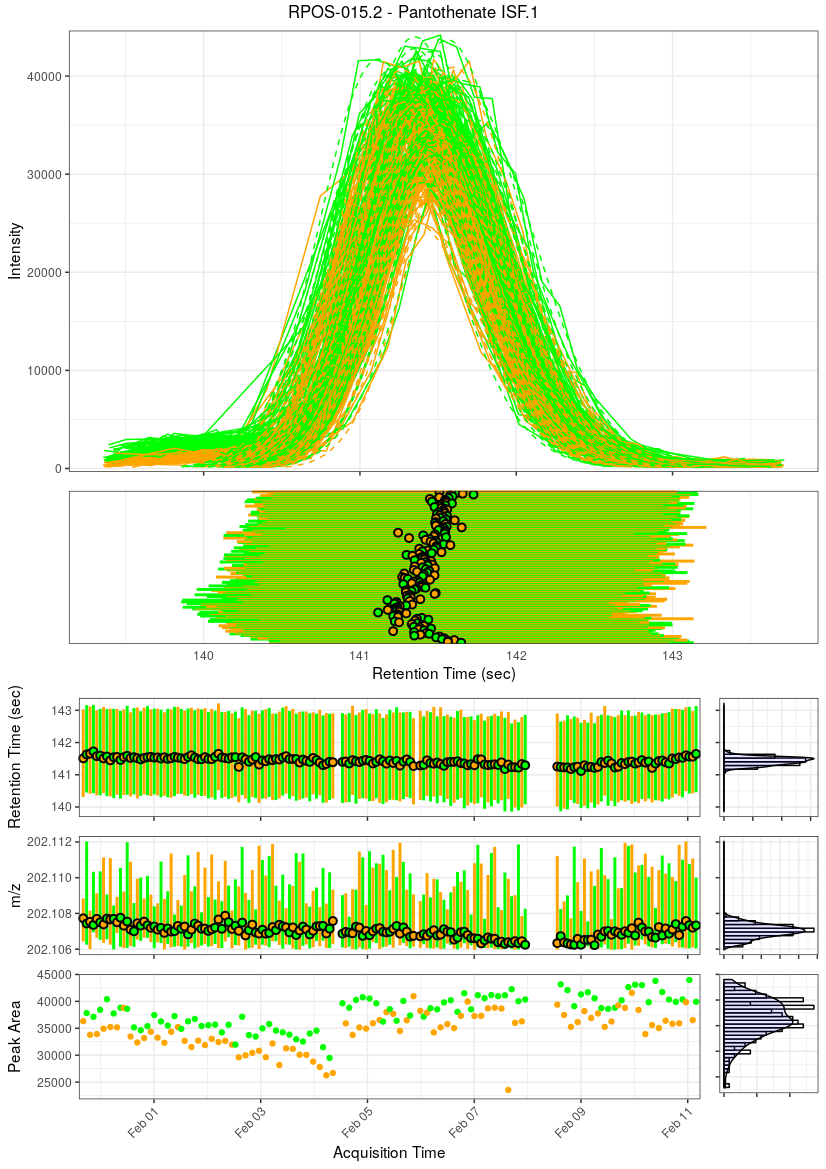 RPOS-015.2 - Pantothenate ISF.1
Intensity
40000
30000
20000
10000
0
140
141
142
143
Retention Time (sec)
Retention Time (sec)
143
142
141
140
m/z
202.112
202.110
202.108
202.106
Peak Area
45000
40000
35000
30000
25000
Feb 01
Feb 03
Feb 05
Feb 07
Feb 09
Feb 11
Acquisition Time